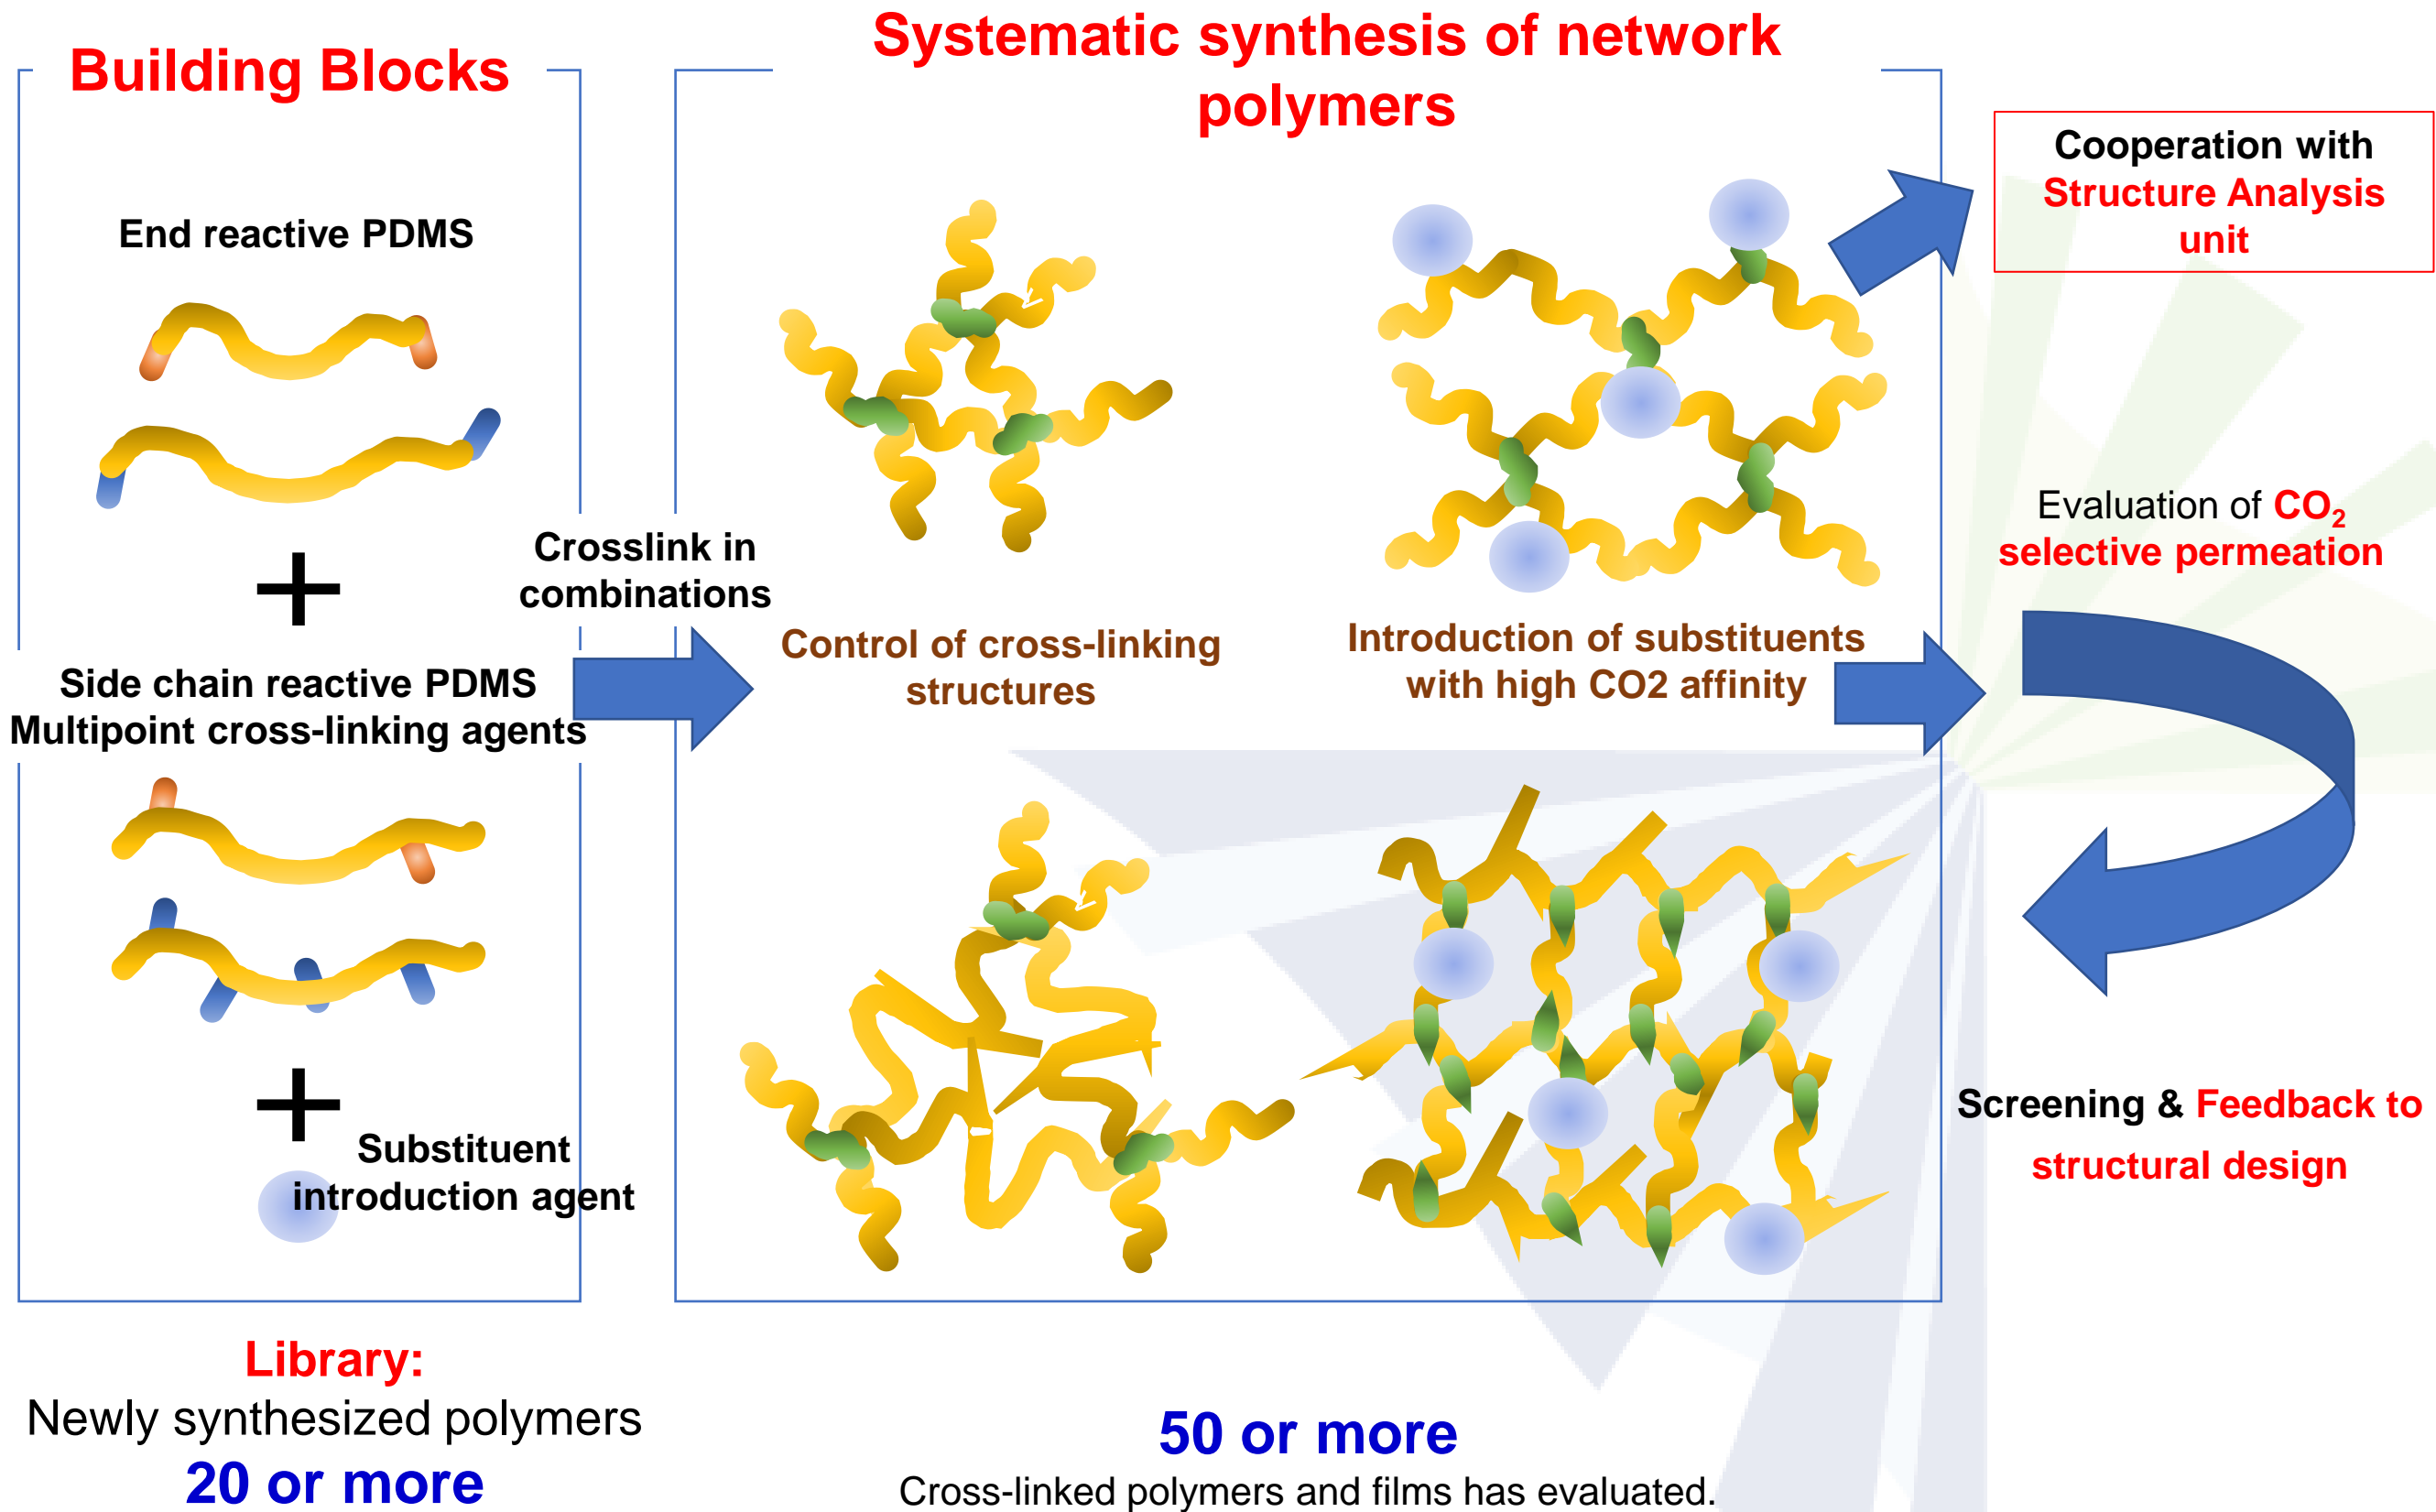 Building Blocks
End reactive PDMS
Side chain reactive PDMS
Multipoint cross-linking agents
Substituent
introduction agent
Library:
Newly synthesized polymers
20 or more
Crosslink in
combinations
Systematic synthesis of network
polymers
Control of cross-linking
structures
Introduction of substituents
with high CO2 affinity
50 or more
Cross-linked polymers and films has evaluated.
Cooperation with
Structure Analysis
unit
Evaluation of CO₂
selective permeation
Screening & Feedback to
structural design